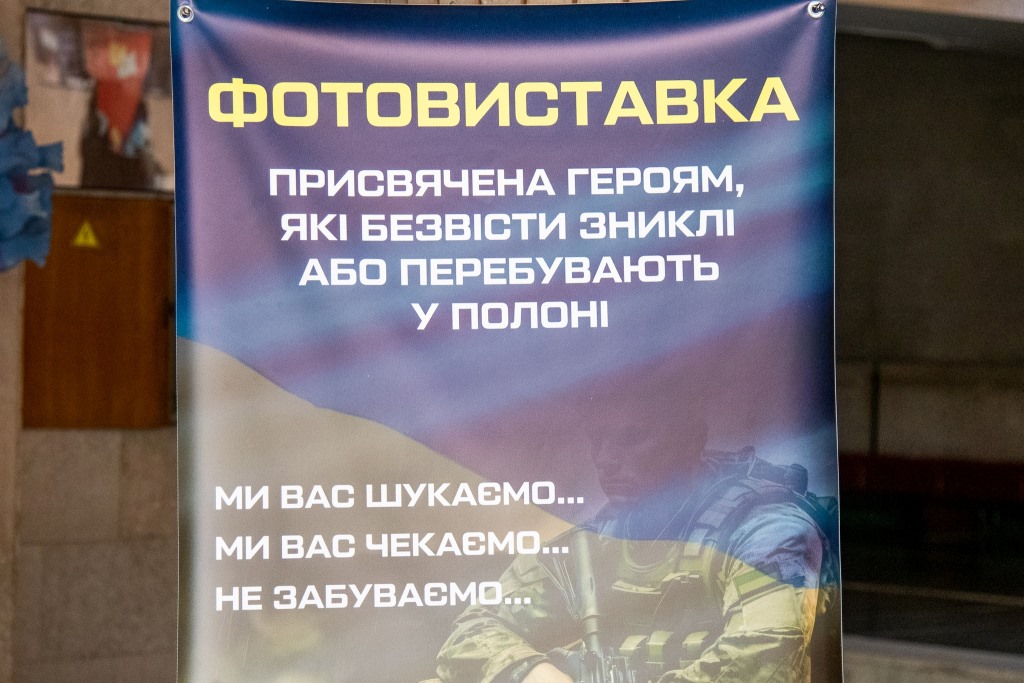 ФОТОВИСТАВКА
ПРИСВЯЧЕНА ГЕРОЯМ,
ЯКІ БЕЗВІСТИ ЗНИКЛІ
АБО ПЕРЕБУВАЮТЬ
У ПОЛОНІ
МИ ВАС ШУКАЄМО...
МИ ВАС ЧЕКАЄМО...
НЕ ЗАБУВАЄМО...